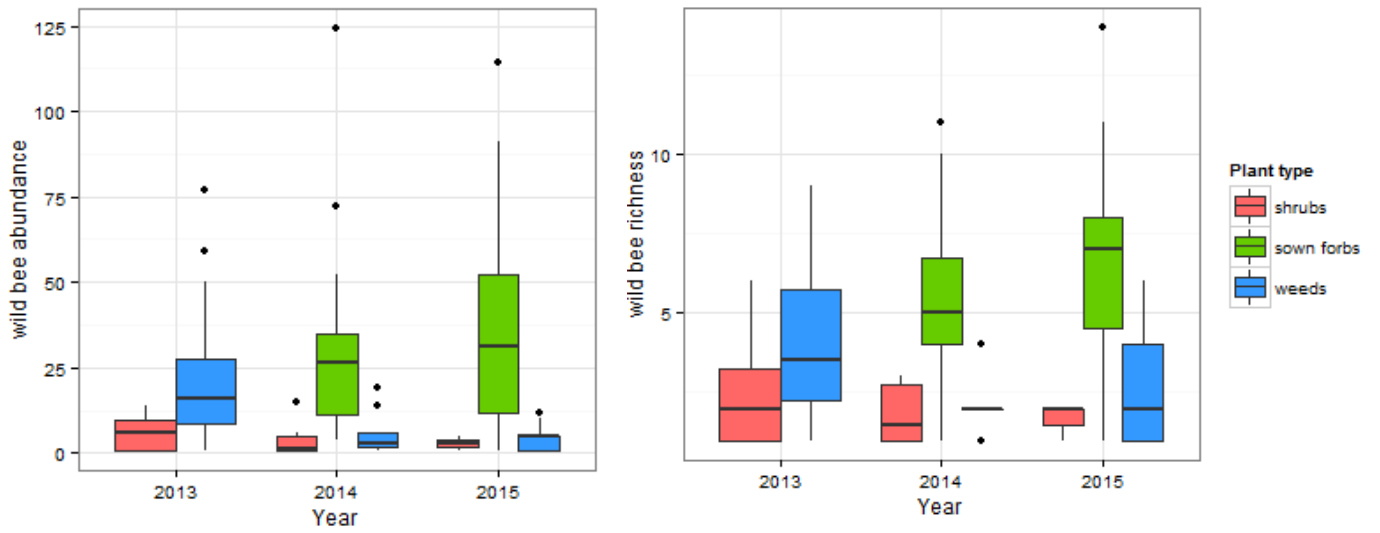 wild bee abundance
125
100
75
50
25
0
2013
2014
2015
Year
wild bee richness
10
5
2013
2014
2015
Year
Plant type
shrubs
sown forbs
weeds